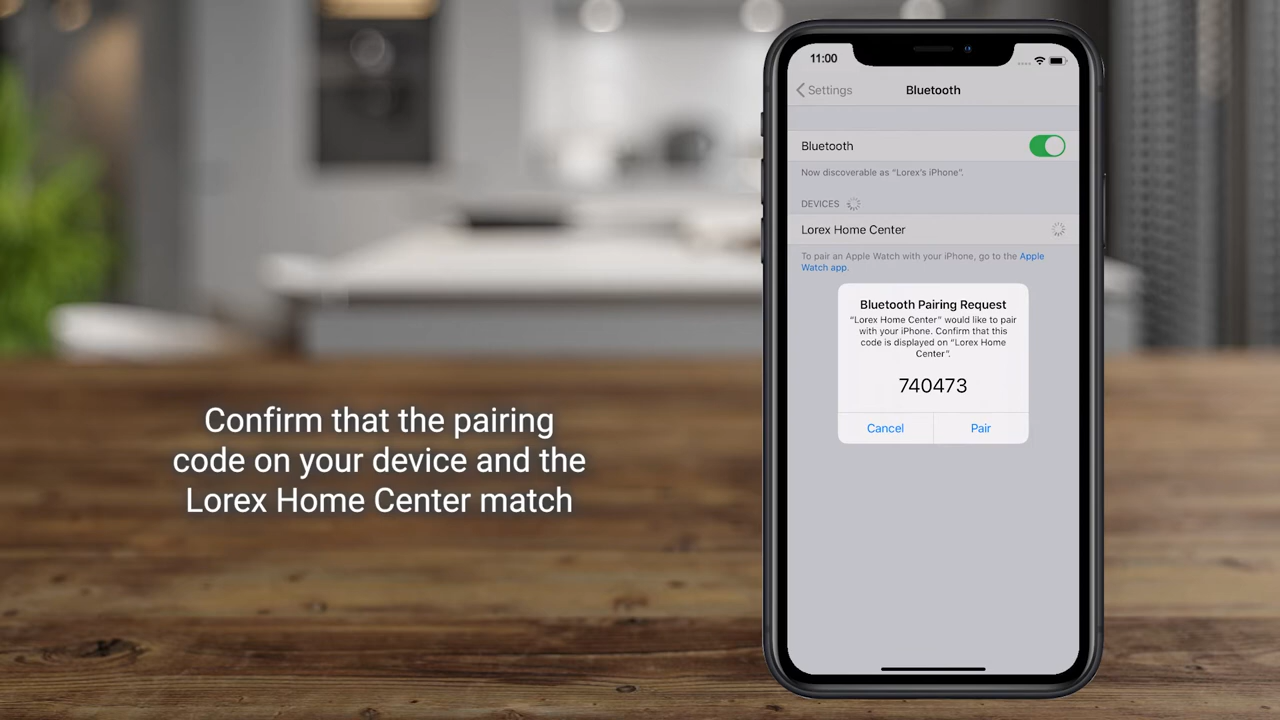 Confirm that the pairing
code on your device and the
Lorex Home Center match
11:00
Settings
Bluetooth
Bluetooth
Now discoverable as “Lorex’s iPhone”.
DEVICES
Lorex Home Center
To pair an Apple Watch with your iPhone, go to the Apple
Watch app.
Bluetooth Pairing Request
“Lorex Home Center” would like to pair
with your iPhone. Confirm that this
code is displayed on “Lorex Home
Center”.
740473
Cancel
Pair